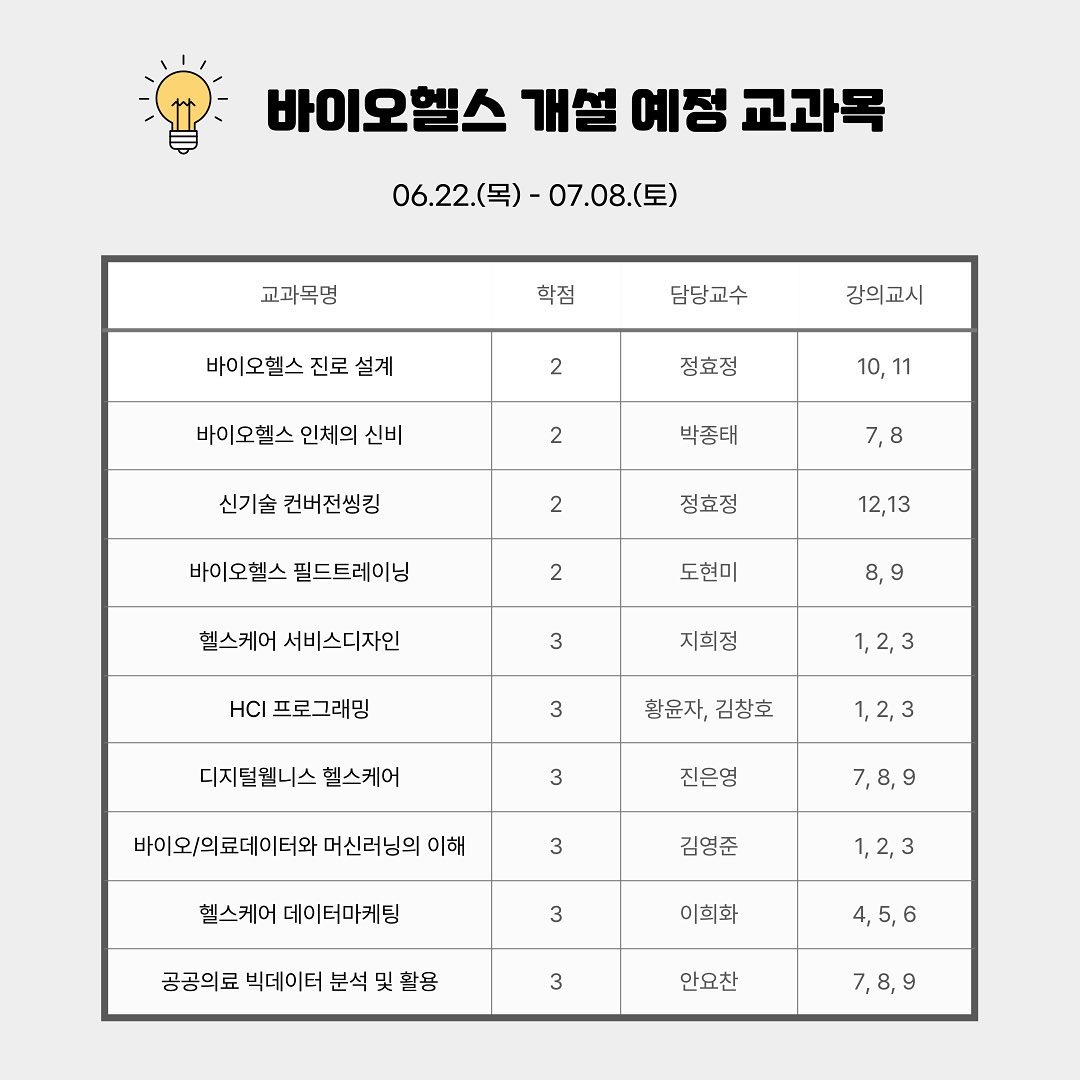 바이오헬스 개설 예정 교과목
06.22.(목) - 07.08.(토)
교과목명 학점 담당교수 강의교시
바이오헬스 진로 설계 2 정효정 10, 11
바이오헬스 인체의 신비 2 박종태 7, 8
신기술 컨버전씽킹 2 정효정 12,13
바이오헬스 필드트레이닝 2 도현미 8, 9
헬스케어 서비스디자인 3 지희정 1, 2, 3
HCI 프로그래밍 3 황윤자, 김창호 1, 2, 3
디지털웰니스 헬스케어 3 진은영 7, 8, 9
바이오/의료데이터와 머신러닝의 이해 3 김영준 1, 2, 3
헬스케어 데이터마케팅 3 이희화 4, 5, 6
공공의료 빅데이터 분석 및 활용 3 안요찬 7, 8, 9